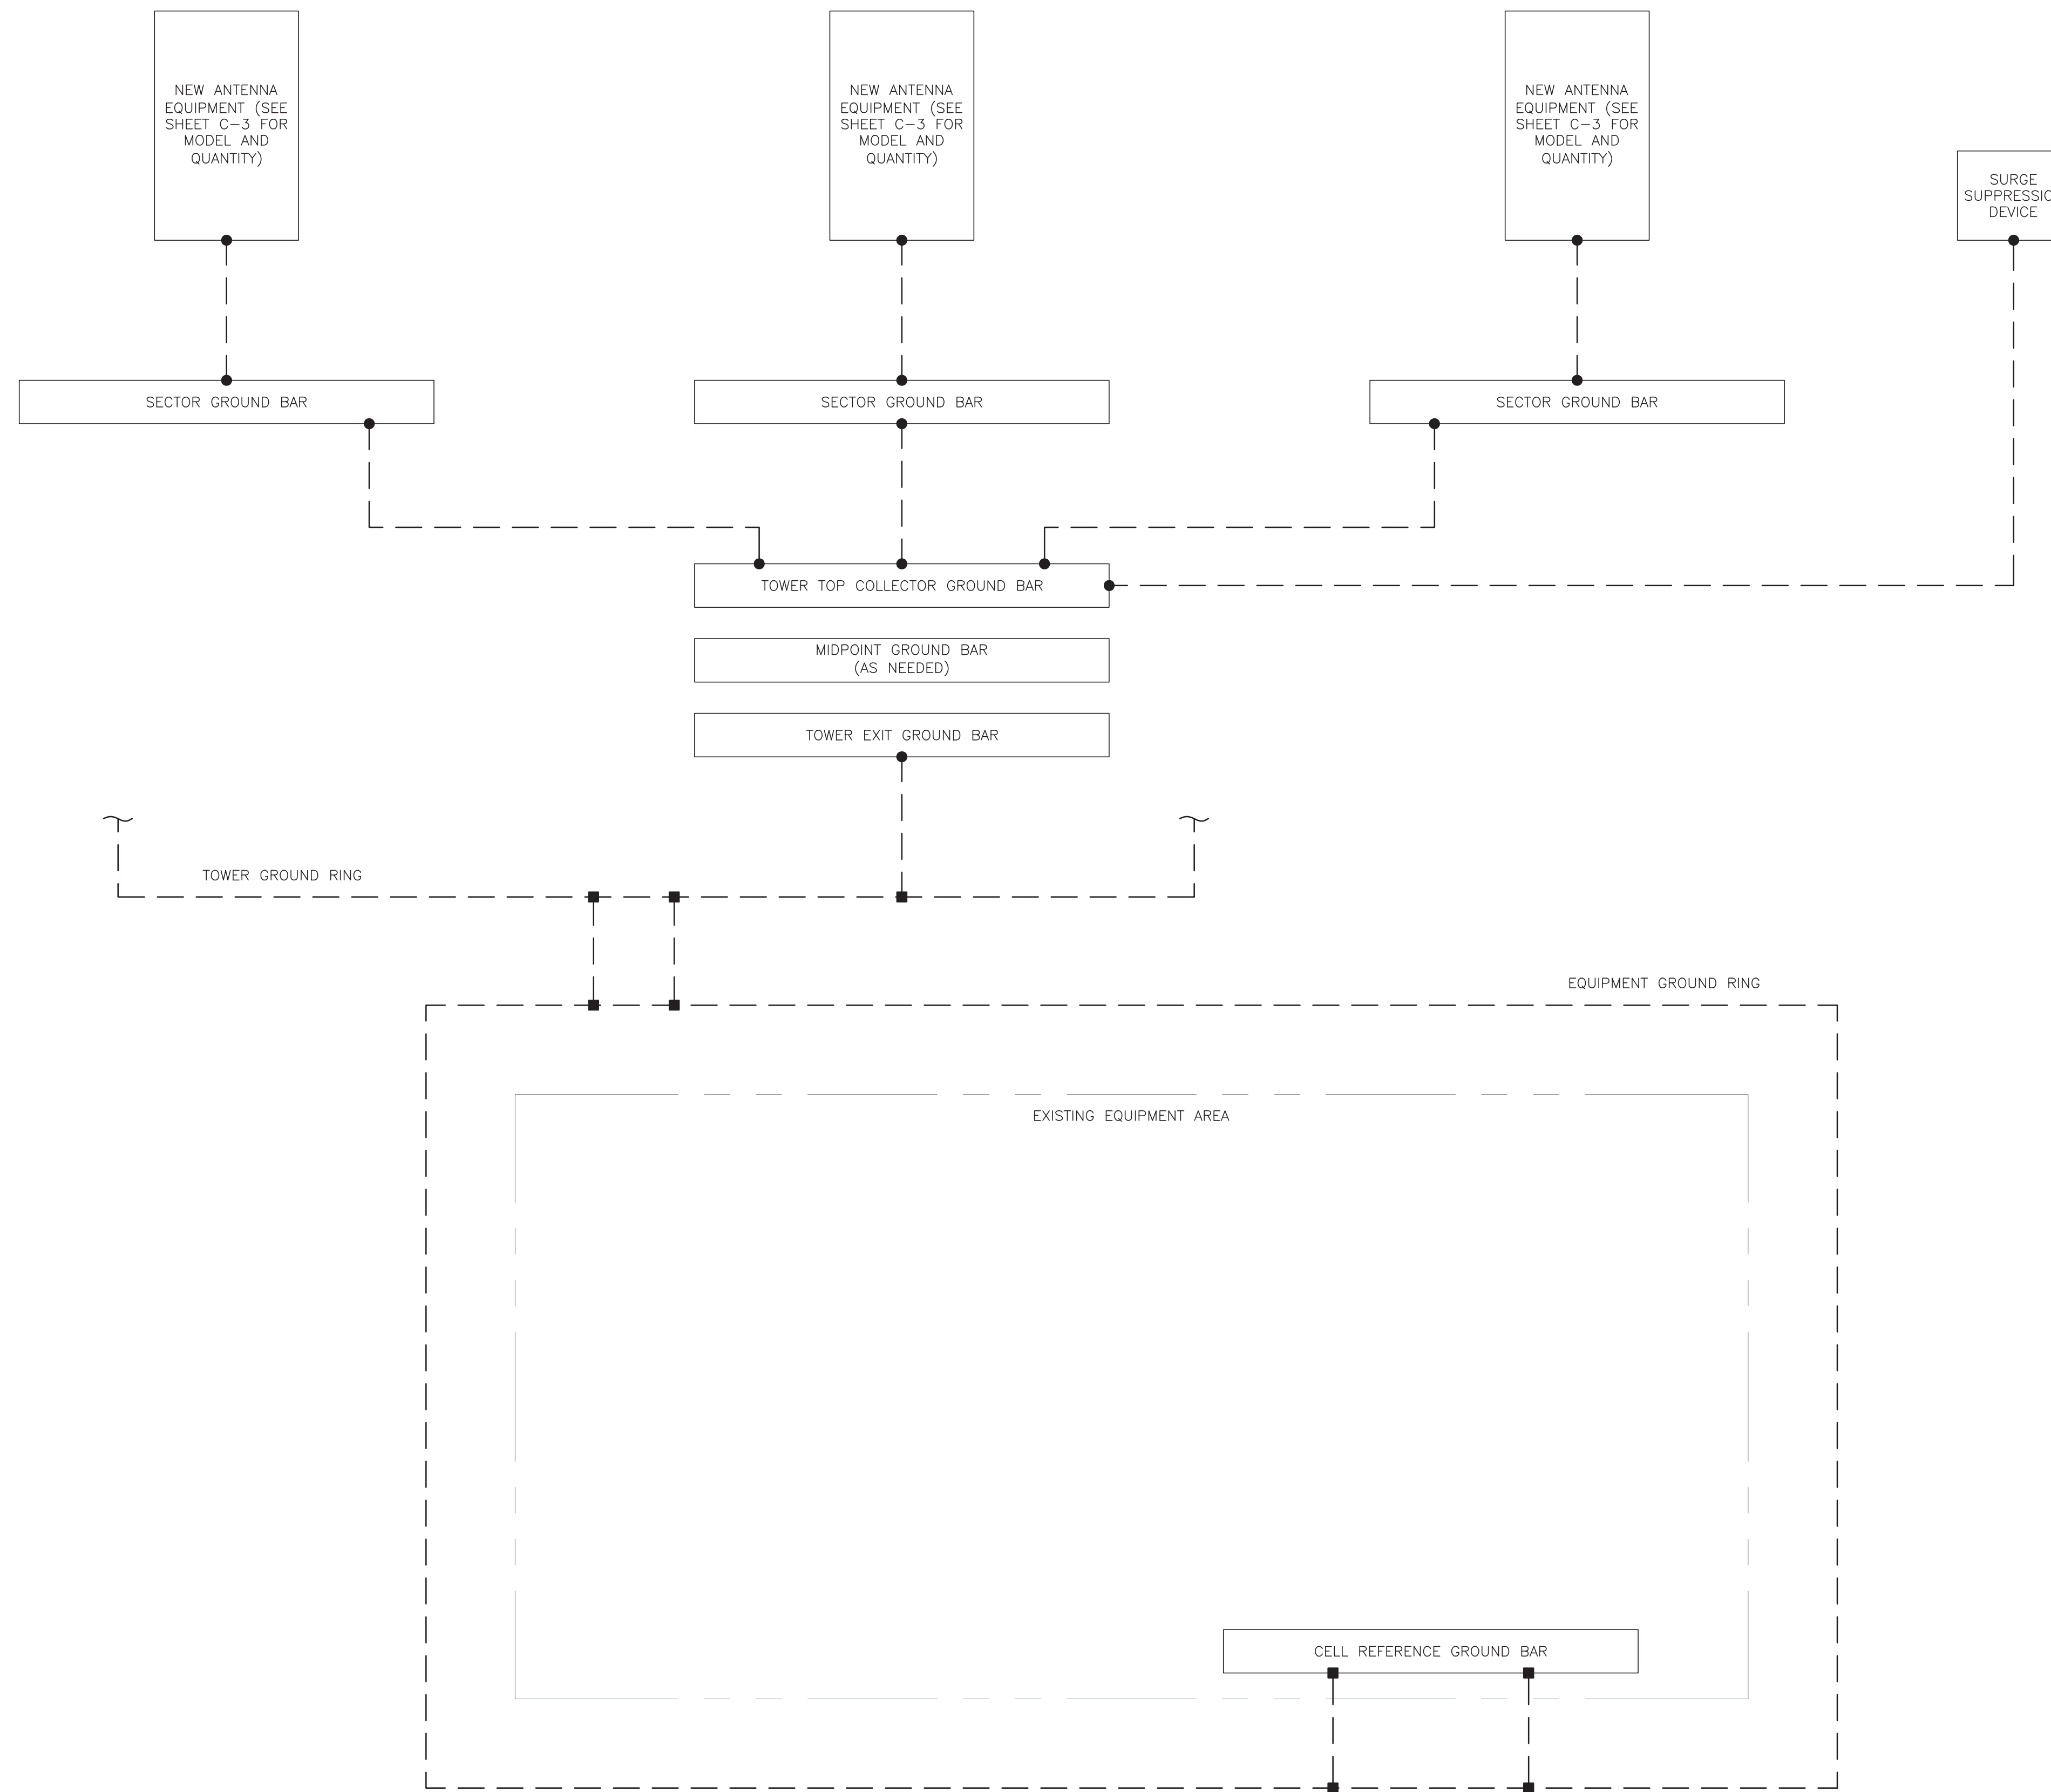 NEW ANTENNA
EQUIPMENT (SEE
SHEET C-3 FOR
MODEL AND
QUANTITY)
NEW ANTENNA
EQUIPMENT (SEE
SHEET C-3 FOR
MODEL AND
QUANTITY)
NEW ANTENNA
EQUIPMENT (SEE
SHEET C-3 FOR
MODEL AND
QUANTITY)
SURGE
SUPPRESSIO
DEVICE
SECTOR GROUND BAR
SECTOR GROUND BAR
SECTOR GROUND BAR
TOWER TOP COLLECTOR GROUND BAR
MIDPOINT GROUND BAR
(AS NEEDED)
TOWER EXIT GROUND BAR
TOWER GROUND RING
EQUIPMENT GROUND RING
EXISTING EQUIPMENT AREA
CELL REFERENCE GROUND BAR